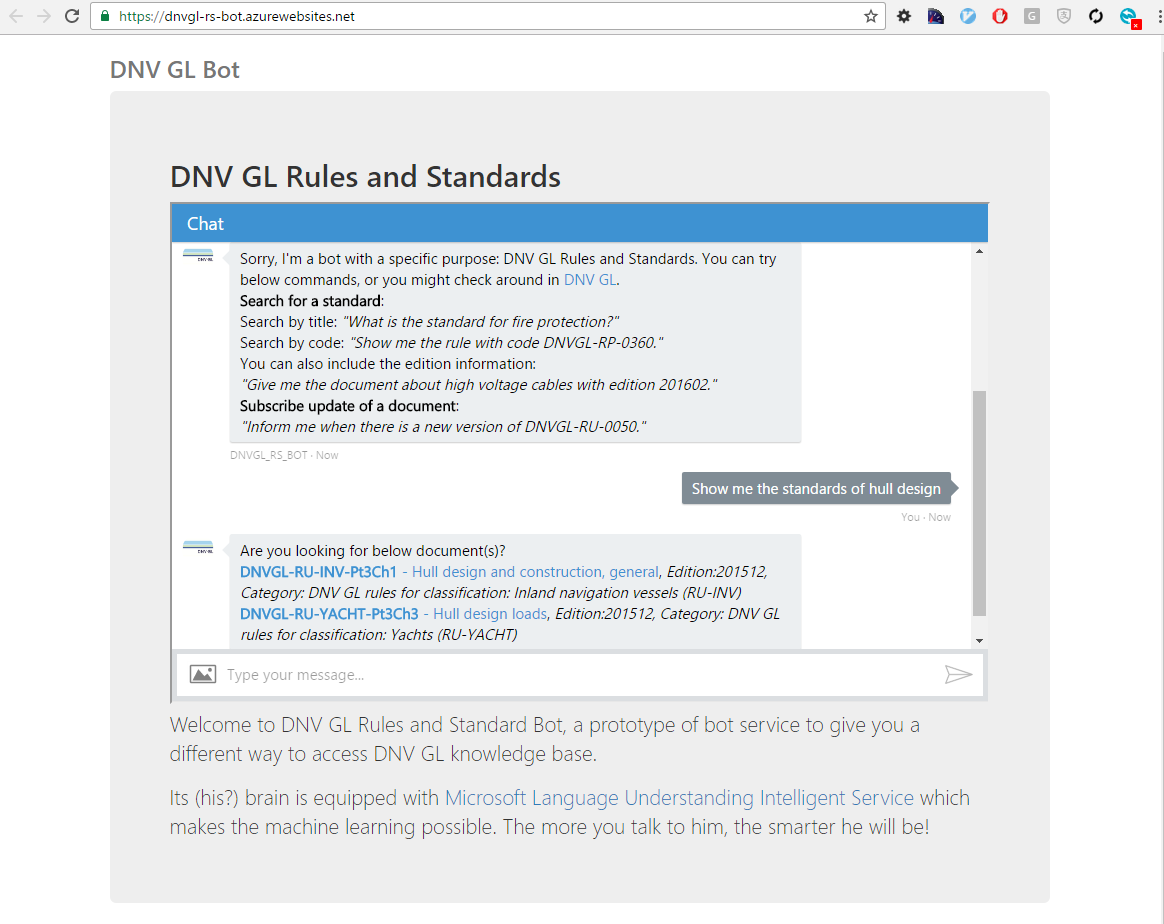 https://dnvgl-rs-bot.azurewebsites.net
DNV GL Bot
DNV GL Rules and Standards
Chat
Sorry, I'm a bot with a specific purpose: DNV GL Rules and Standards. You can try
below commands, or you might check around in DNV GL.
Search for a standard:
Search by title: "What is the standard for fire protection?"
Search by code: "Show me the rule with code DNVGL-RP-0360."
You can also include the edition information:
"Give me the document about high voltage cables with edition 201602."
Subscribe update of a document:
"Inform me when there is a new version of DNVGL-RU-0050."
DNVGL_RS_BOT · Now
Show me the standards of hull design
You · Now
DNV·GL
Are you looking for below document(s)?
DNVGL-RU-INV-Pt3Ch1 - Hull design and construction, general, Edition:201512,
Category: DNV GL rules for classification: Inland navigation vessels (RU-INV)
DNVGL-RU-YACHT-Pt3Ch3 - Hull design loads, Edition:201512, Category: DNV GL
rules for classification: Yachts (RU-YACHT)
Type your message...
Welcome to DNV GL Rules and Standard Bot, a prototype of bot service to give you a
different way to access DNV GL knowledge base.
Its (his?) brain is equipped with Microsoft Language Understanding Intelligent Service which
makes the machine learning possible. The more you talk to him, the smarter he will be!